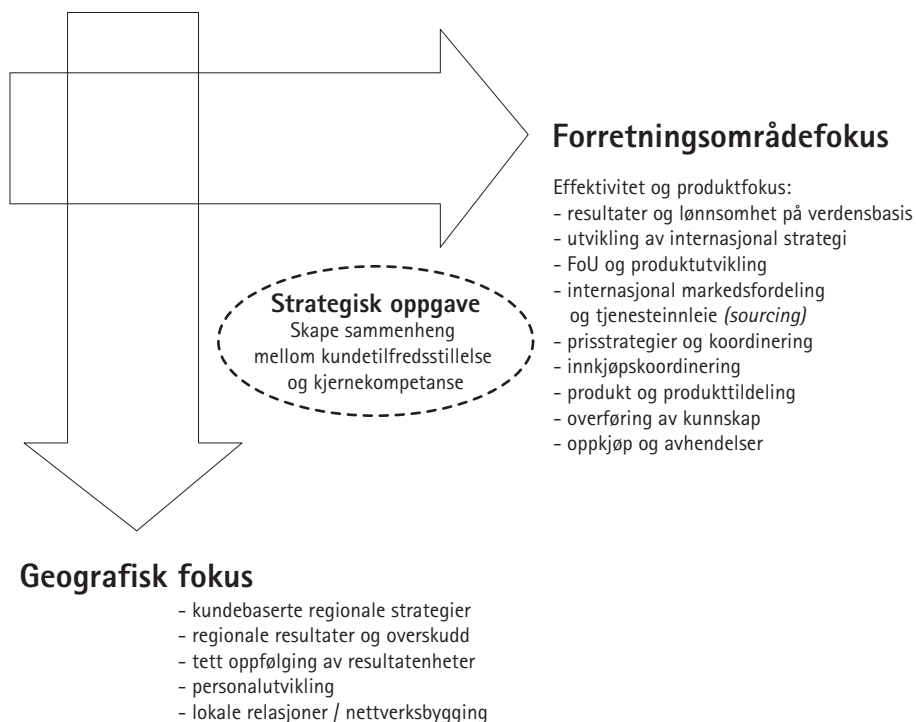 Forretningsområdefokus
Effektivitet og produktfokus:
- resultater og lønnsomhet på verdensbasis
- utvikling av internasjonal strategi
- FoU og produktutvikling
- internasjonal markedsfordeling
og tjenesteinnleie (sourcing)
- prisstrategier og koordinering
- innkjøpskoordinering
- produkt og produkttildeling
- overføring av kunnskap
- oppkjøp og avhendelser
Strategisk oppgave
Skape sammenheng
mellom kundetilfredsstillelse
og kjernekompetanse
Geografisk fokus
- kundebaserte regionale strategier
- regionale resultater og overskudd
- tett oppfølging av resultatenheter
- personalutvikling
- lokale relasjoner / nettverksbygging